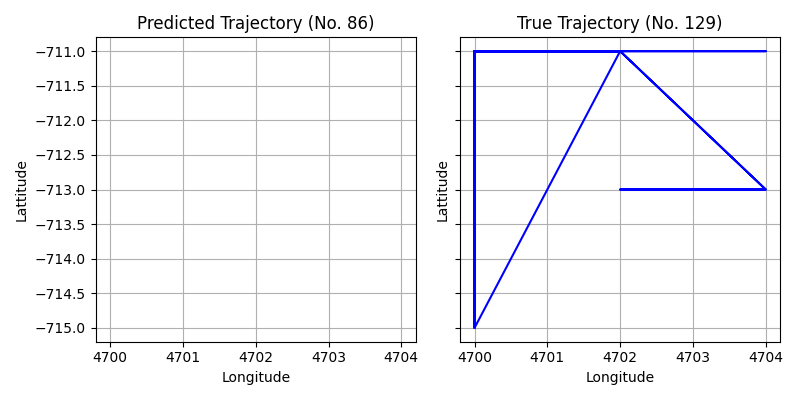 Predicted Trajectory (No. 86)
True Trajectory (No. 129)
−711.0
−711.5
−712.0
−712.5
−713.0
−713.5
−714.0
−714.5
−715.0
Lattitude
Lattitude
4700 4701 4702 4703 4704
4700 4701 4702 4703 4704
Longitude
Longitude